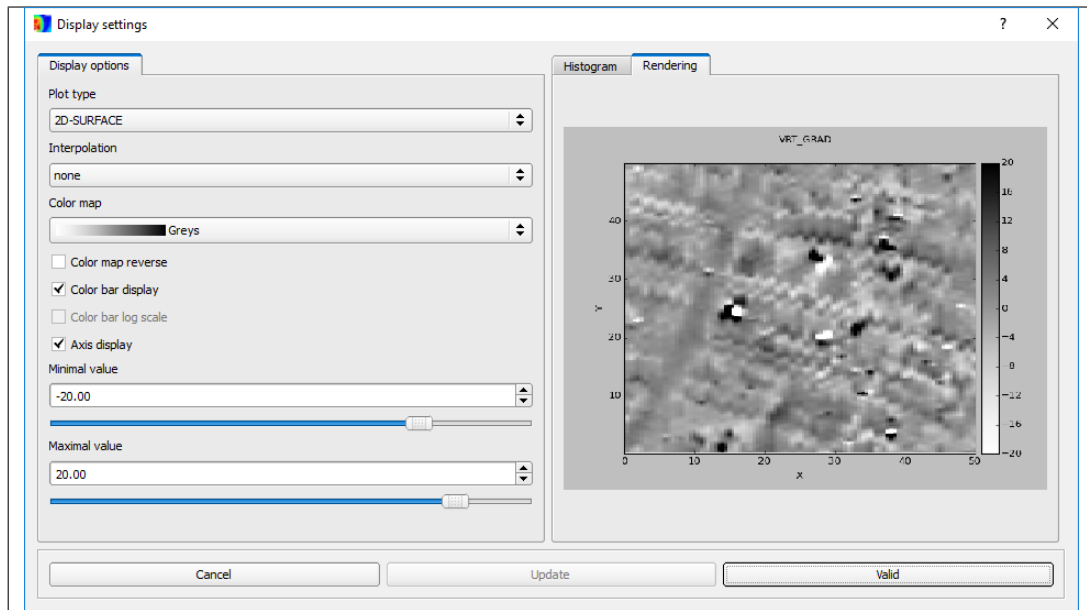 Display settings
?
Display options
Plot type
2D-SURFACE
Interpolation
none
Color map
Greys
Color map reverse
Color bar display
Color bar log scale
Axis display
Minimal value
-20.00
Maximal value
20.00
Histogram
Rendering
VRT_GRAD
40
30
20
10
Y
0 10 20 30 40 50
X
20
16
12
8
4
0
−4
−8
−12
−16
−20
Cancel
Update
Valid